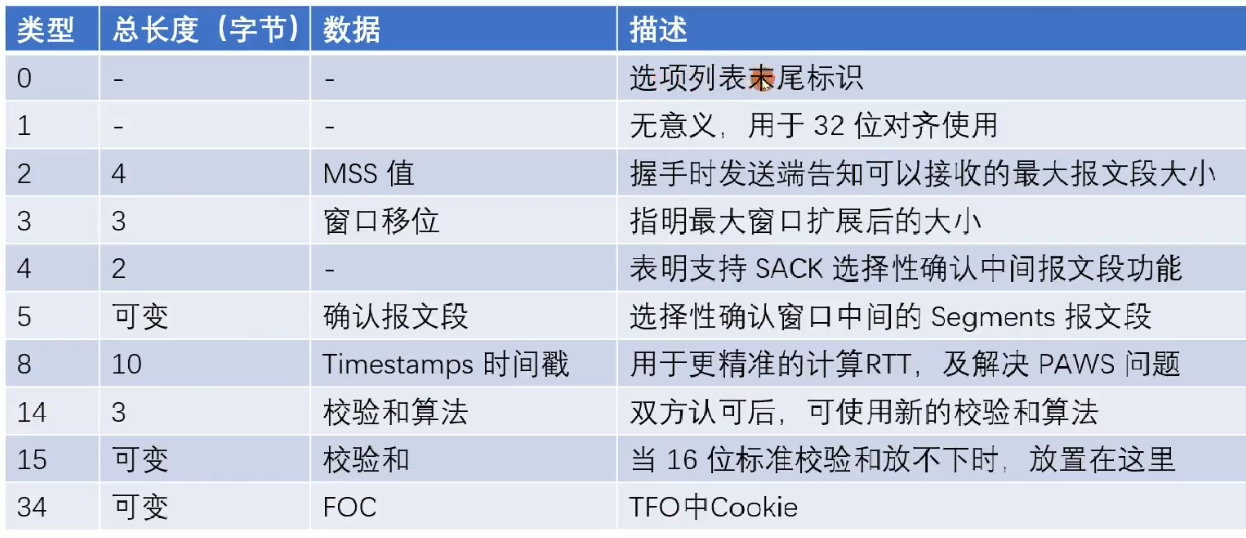 类型 总长度（字节） 数据 描述
0 - - 选项列表末尾标识
1 - - 无意义，用于 32 位对齐使用
2 4 MSS 值 握手时发送端告知可以接收的最大报文段大小
3 3 窗口移位 指明最大窗口扩展后的大小
4 2 - 表明支持 SACK 选择性确认中间报文段功能
5 可变 确认报文段 选择性确认窗口中间的 Segments 报文段
8 10 Timestamps 时间戳 用于更精准的计算RTT，及解决 PAWS 问题
14 3 校验和算法 双方认可后，可使用新的校验和算法
15 可变 校验和 当 16 位标准校验和放不下时，放置在这里
34 可变 FOC TFO中Cookie